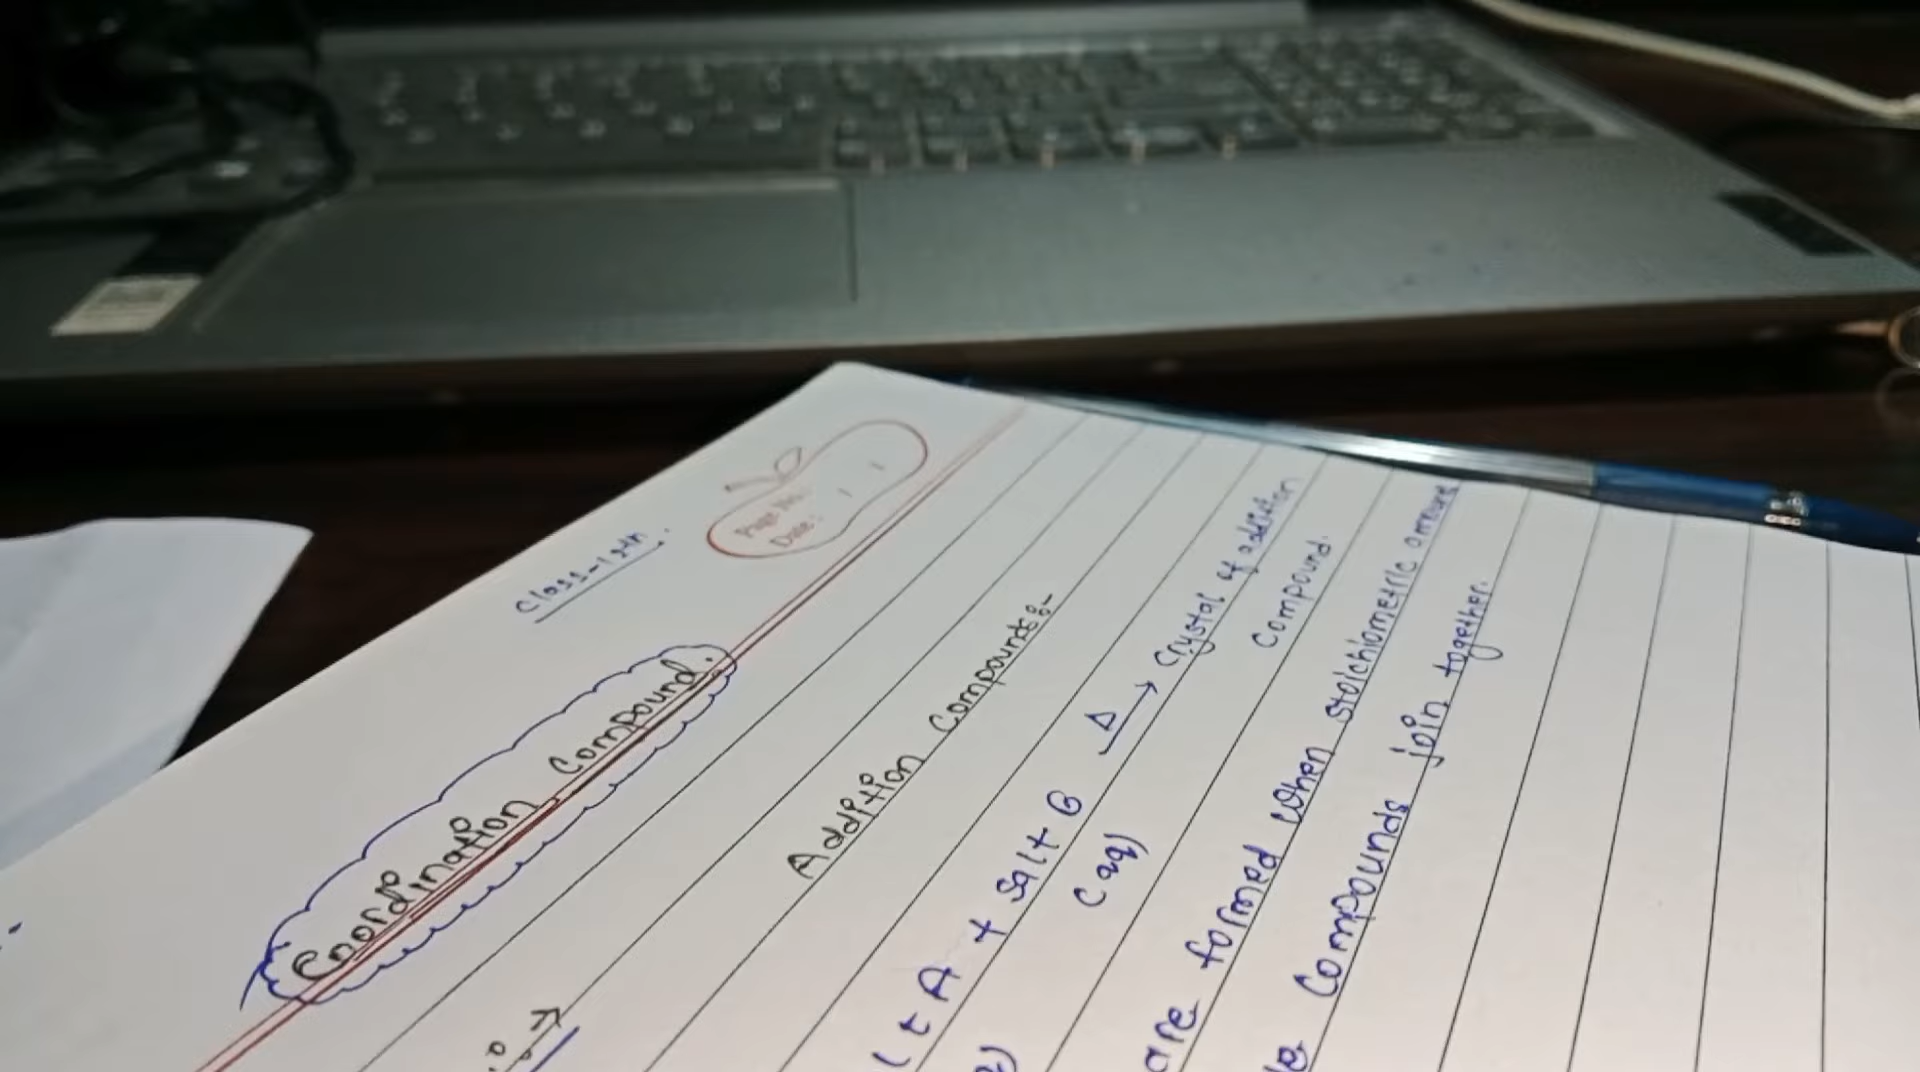 Class-12th.
Page No.:
Date: / /
Coordination Compound.
Addition Compounds:-
lt A + Salt B Δ→ Crystal of addition
(aq) Compound.
are formed when stoichiometric amount
Compounds join together.